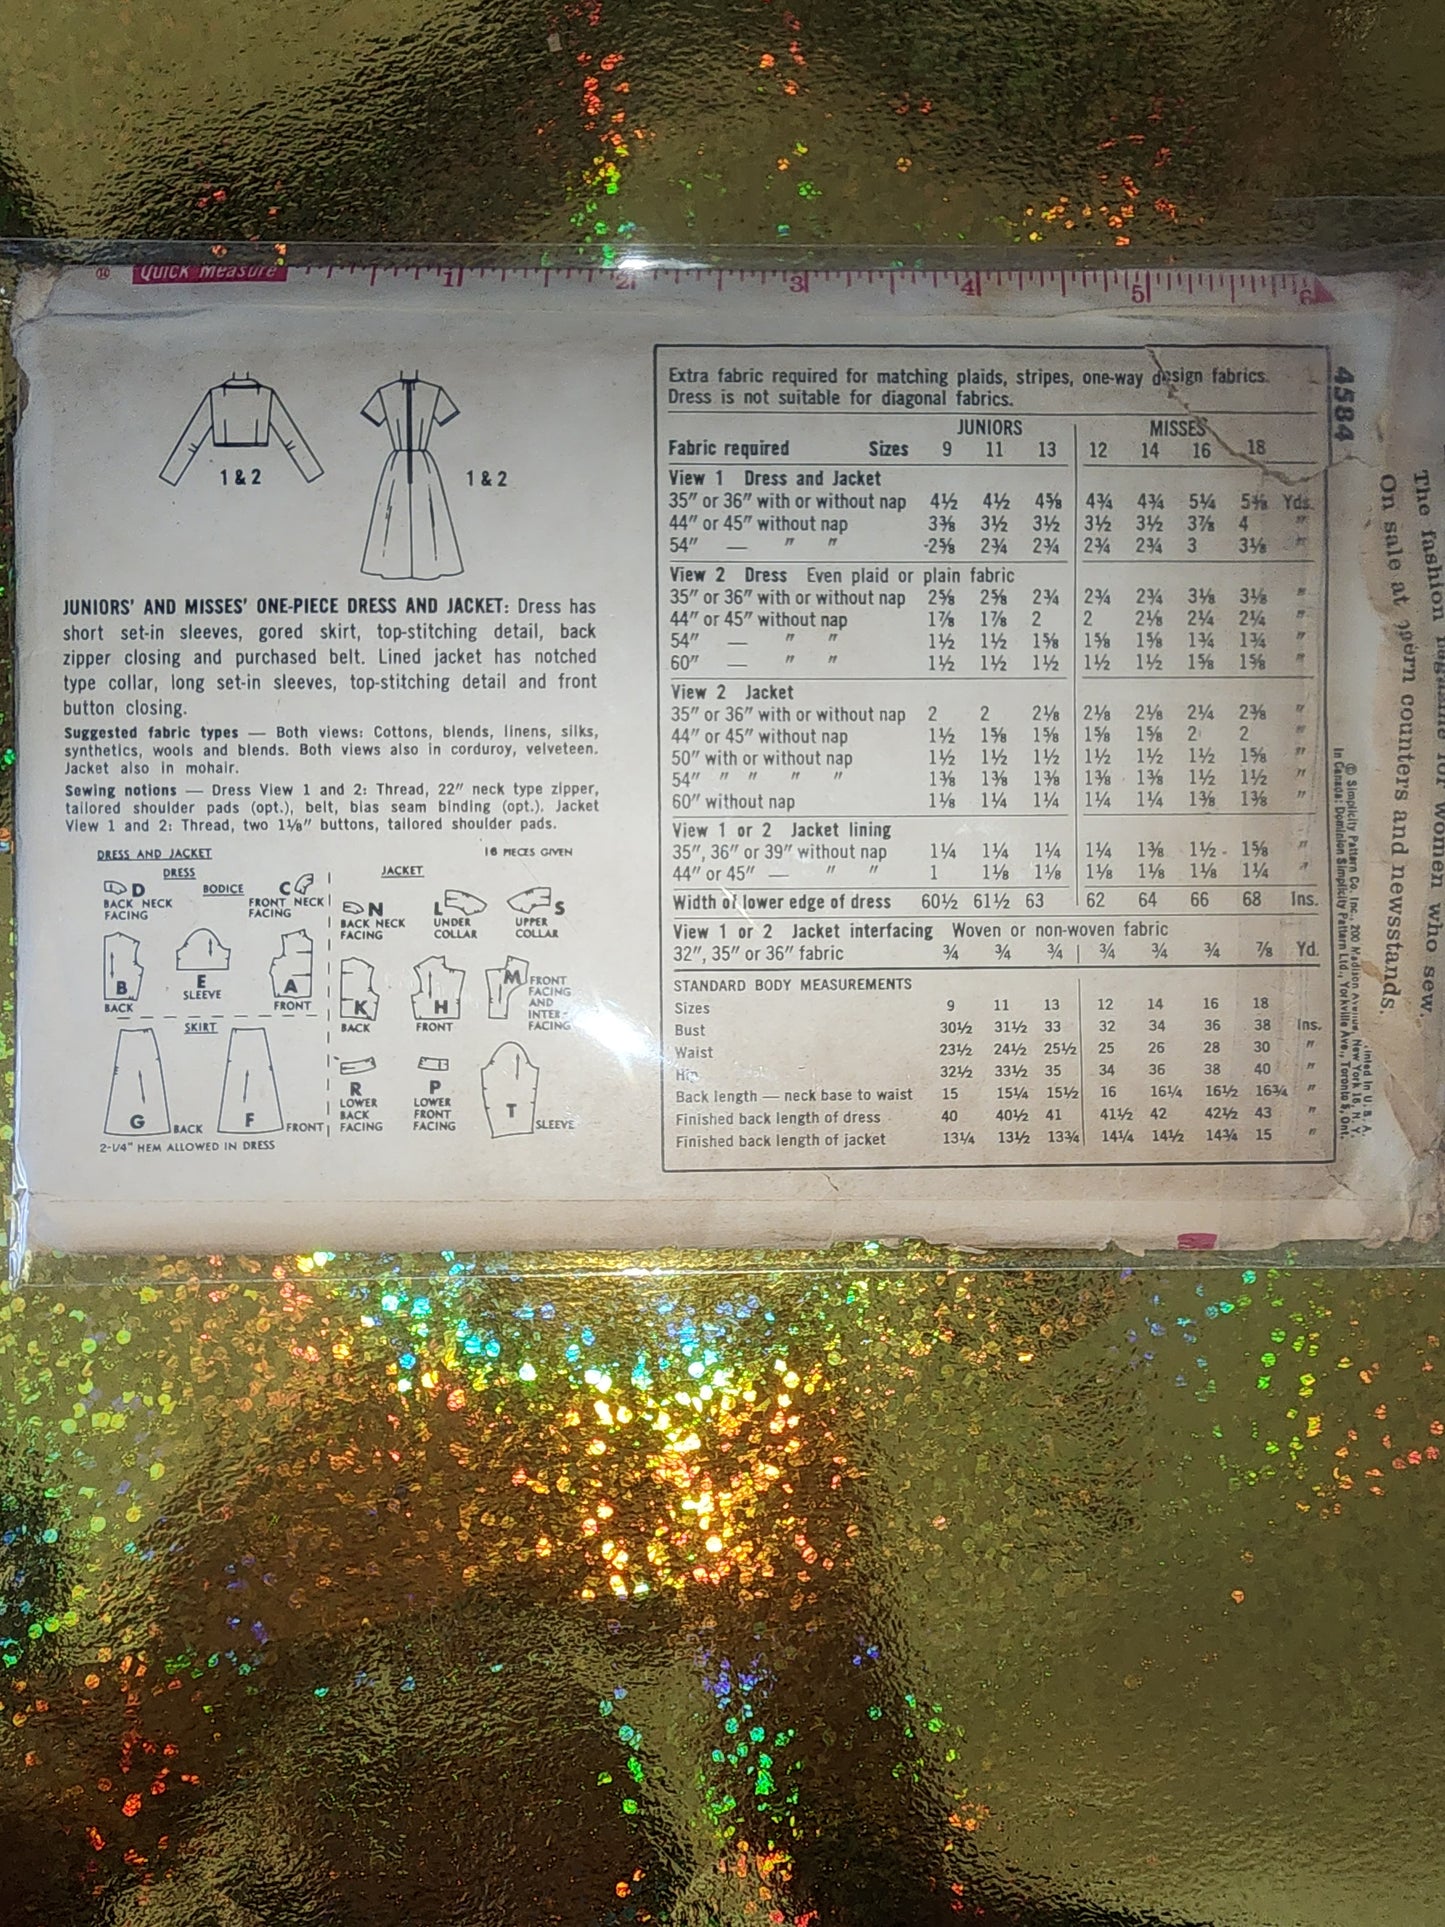 Quick Measure 1 2 3 4 5 6
1 & 2
1 & 2
JUNIORS' AND MISSES' ONE-PIECE DRESS AND JACKET: Dress has
short set-in sleeves, gored skirt, top-stitching detail, back
zipper closing and purchased belt. Lined jacket has notched
type collar, long set-in sleeves, top-stitching detail and front
button closing.
Suggested fabric types — Both views: Cottons, blends, linens, silks,
synthetics, wools and blends. Both views also in corduroy, velveteen.
Jacket also in mohair.
Sewing notions — Dress View 1 and 2: Thread, 22" neck type zipper,
tailored shoulder pads (opt.), belt, bias seam binding (opt.). Jacket
View 1 and 2: Thread, two 1⅛" buttons, tailored shoulder pads.
DRESS AND JACKET 16 PIECES GIVEN
DRESS
BODICE
D
BACK NECK
FACING
C
FRONT NECK
FACING
B
BACK
E
SLEEVE
A
FRONT
SKIRT
G
BACK
F
FRONT
2-1/4" HEM ALLOWED IN DRESS
JACKET
N
BACK NECK
FACING
L
UNDER
COLLAR
S
UPPER
COLLAR
K
BACK
H
FRONT
M
FRONT
FACING
AND
INTER-
FACING
R
LOWER
BACK
FACING
P
LOWER
FRONT
FACING
T
SLEEVE
Extra fabric required for matching plaids, stripes, one-way design fabrics.
Dress is not suitable for diagonal fabrics.
JUNIORS MISSES
Fabric required Sizes 9 11 13 12 14 16 18
View 1 Dress and Jacket
35" or 36" with or without nap 4½ 4½ 4⅝ 4¾ 4¾ 5¼ 5⅜ Yds.
44" or 45" without nap 3⅜ 3½ 3½ 3½ 3½ 3⅞ 4 "
54" — " " 2⅝ 2¾ 2¾ 2¾ 2¾ 3 3⅛ "
View 2 Dress Even plaid or plain fabric
35" or 36" with or without nap 2⅝ 2⅝ 2¾ 2¾ 2¾ 3⅛ 3⅛ "
44" or 45" without nap 1⅞ 1⅞ 2 2 2⅛ 2¼ 2¼ "
54" — " " 1½ 1½ 1⅝ 1⅝ 1⅝ 1¾ 1¾ "
60" — " " 1½ 1½ 1½ 1½ 1½ 1⅝ 1⅝ "
View 2 Jacket
35" or 36" with or without nap 2 2 2⅛ 2⅛ 2⅛ 2¼ 2⅜ "
44" or 45" without nap 1½ 1⅝ 1⅝ 1⅝ 1⅝ 2 2 "
50" with or without nap 1½ 1½ 1½ 1½ 1½ 1½ 1⅝ "
54" " " " " 1⅜ 1⅜ 1⅜ 1⅜ 1⅜ 1½ 1½ "
60" without nap 1⅛ 1¼ 1¼ 1¼ 1¼ 1⅜ 1⅜ "
View 1 or 2 Jacket lining
35", 36" or 39" without nap 1¼ 1¼ 1¼ 1¼ 1⅜ 1½ 1⅝ "
44" or 45" — " " 1 1⅛ 1⅛ 1⅛ 1⅛ 1⅛ 1¼ "
Width of lower edge of dress 60½ 61½ 63 62 64 66 68 Ins.
View 1 or 2 Jacket interfacing Woven or non-woven fabric
32", 35" or 36" fabric ¾ ¾ ¾ ¾ ¾ ¾ ⅞ Yd.
STANDARD BODY MEASUREMENTS
Sizes 9 11 13 12 14 16 18
Bust 30½ 31½ 33 32 34 36 38 Ins.
Waist 23½ 24½ 25½ 25 26 28 30 "
Hip 32½ 33½ 35 34 36 38 40 "
Back length — neck base to waist 15 15¼ 15½ 16 16¼ 16½ 16¾ "
Finished back length of dress 40 40½ 41 41½ 42 42½ 43 "
Finished back length of jacket 13¼ 13½ 13¾ 14¼ 14½ 14¾ 15 "
4584
© Simplicity Pattern Co. Inc., 200 Madison Avenue New York 16, N. Y.
In Canada: Dominion Simplicity Pattern Ltd., Yorkville Ave., Toronto 5, Ont.
in U. S. A.
The fashion for women who sew.
On sale at counters and newsstands.